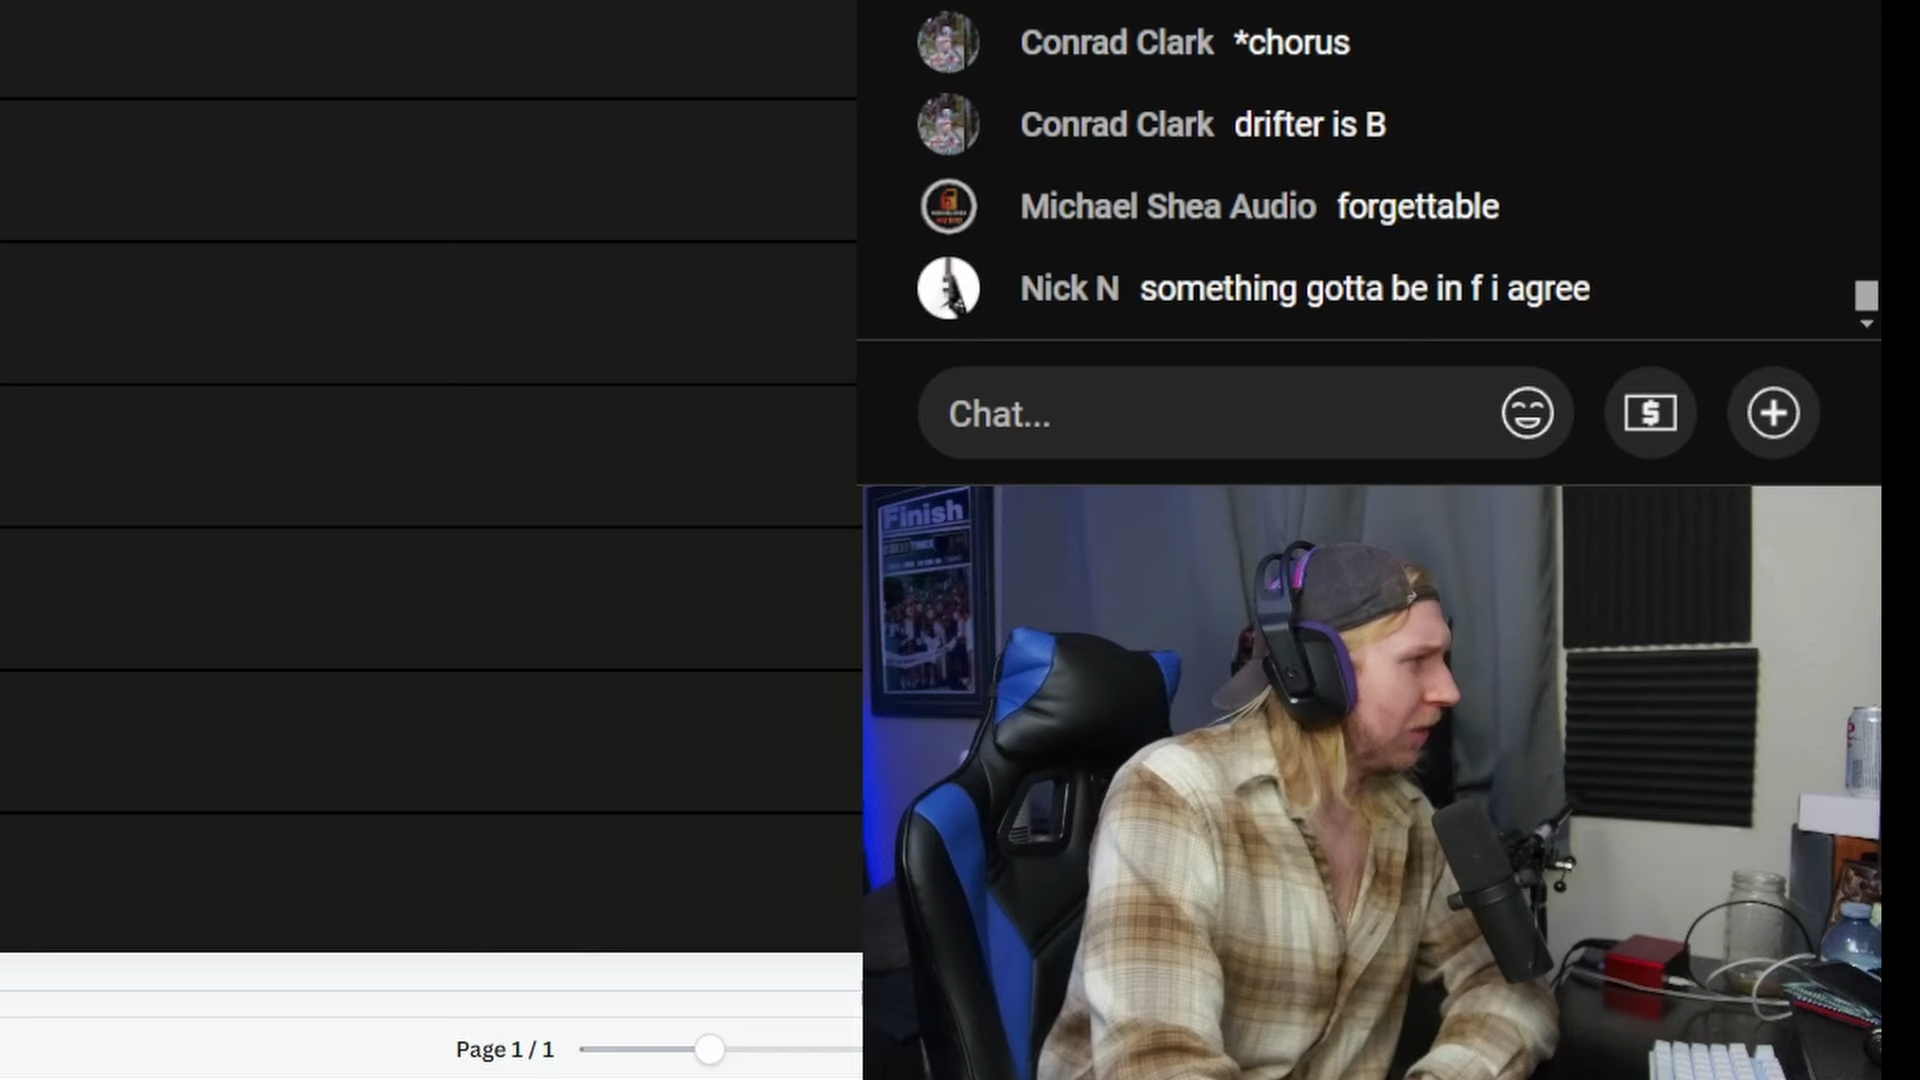 Conrad Clark *chorus
Conrad Clark drifter is B
Michael Shea Audio forgettable
Nick N something gotta be in f i agree
Chat...
Finish
Page 1 / 1